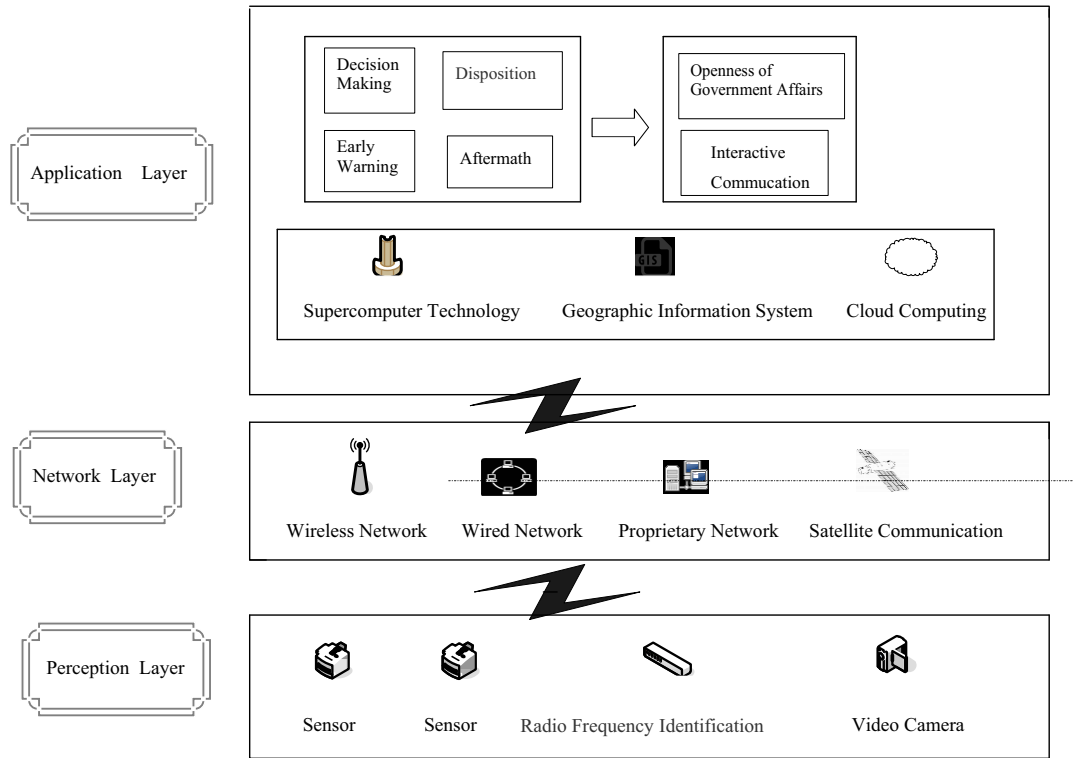 Application Layer
Decision
Making
Disposition
Early
Warning
Aftermath
Openness of
Government Affairs
Interactive
Commucation
GIS
Supercomputer Technology
Geographic Information System
Cloud Computing
Network Layer
Wireless Network
Wired Network
Proprietary Network
Satellite Communication
Perception Layer
Sensor
Sensor
Radio Frequency Identification
Video Camera